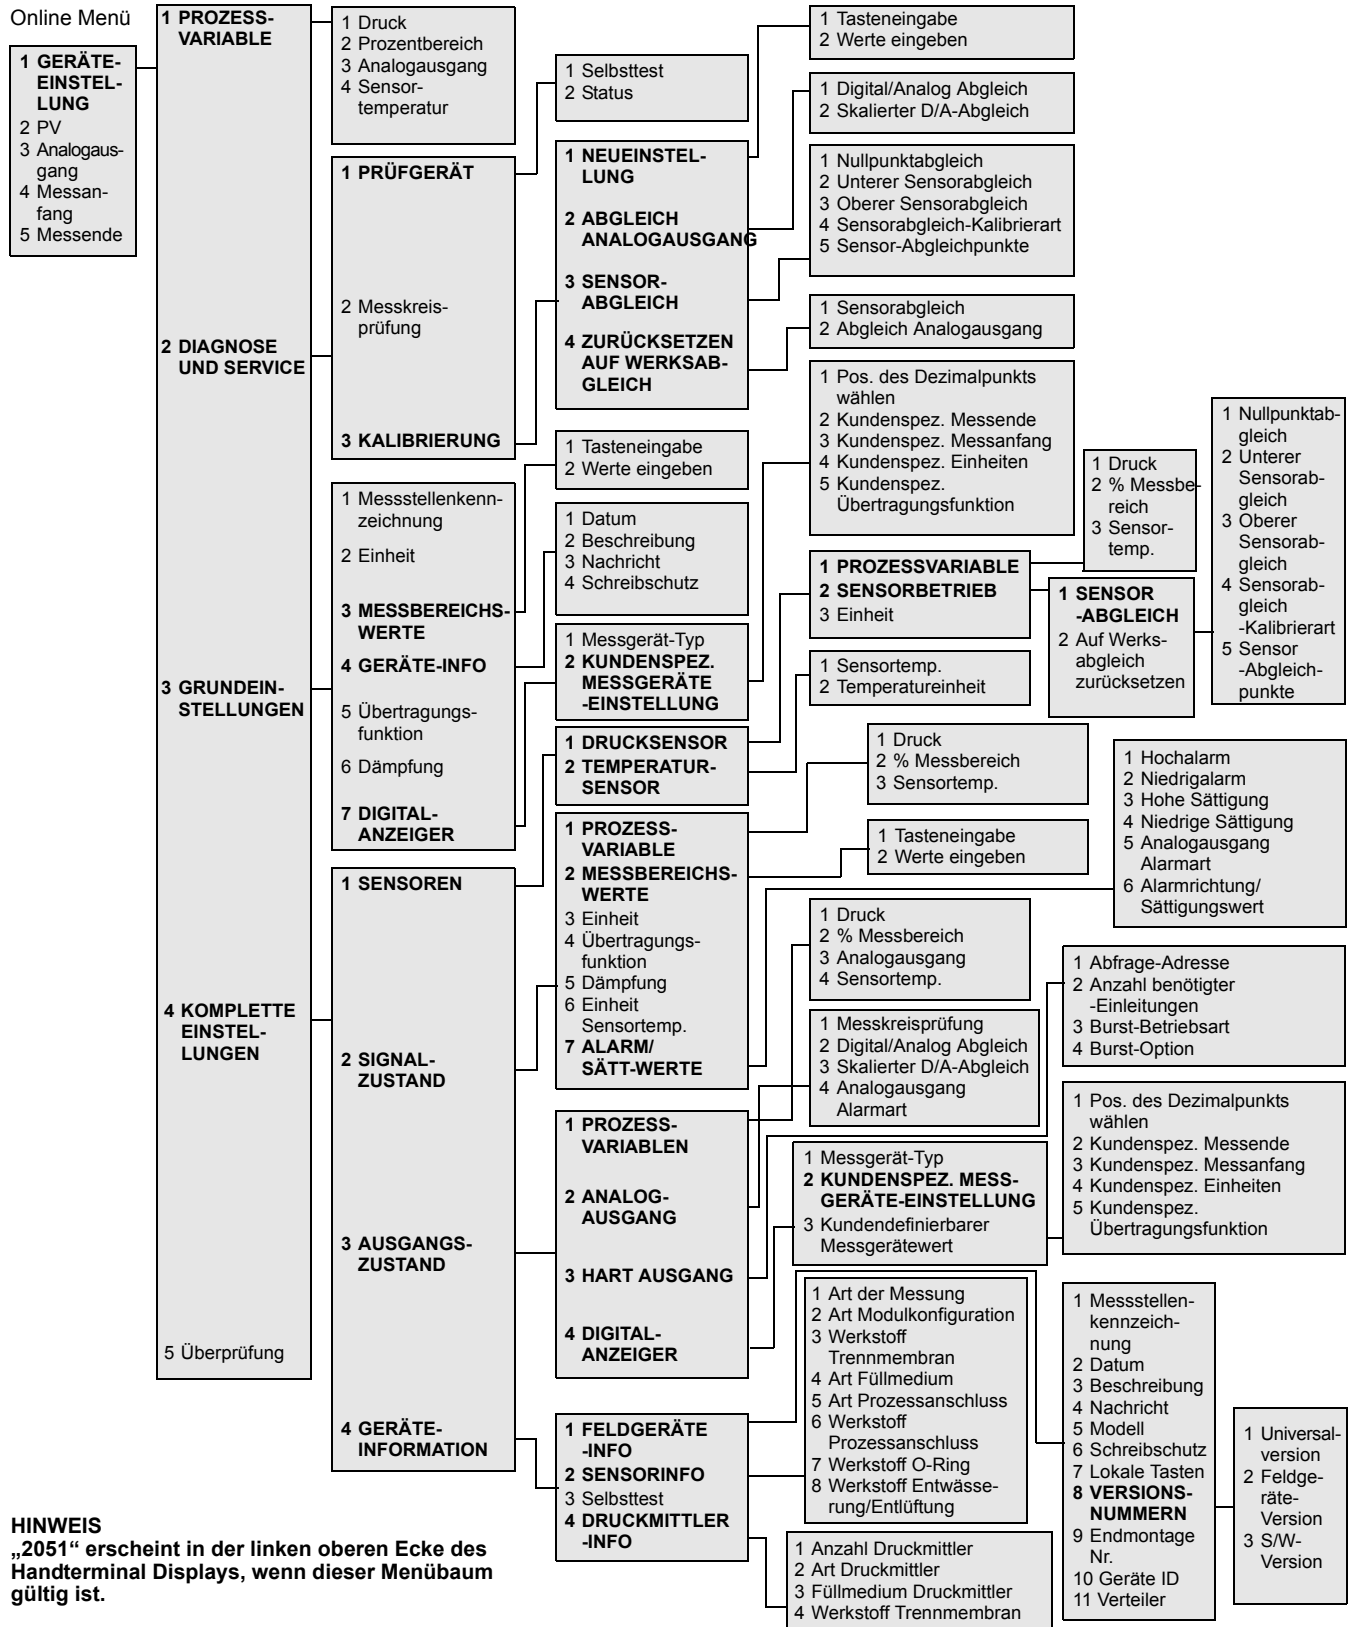 Online Menü
1 GERÄTE-
EINSTEL-
LUNG
2 PV
3 Analogaus-
gang
4 Messan-
fang
5 Messende
1 PROZESS-
VARIABLE
2 DIAGNOSE
UND SERVICE
3 GRUNDEIN-
STELLUNGEN
4 KOMPLETTE
EINSTEL-
LUNGEN
5 Überprüfung
1 Druck
2 Prozentbereich
3 Analogausgang
4 Sensor-
temperatur
1 PRÜFGERÄT
2 Messkreis-
prüfung
3 KALIBRIERUNG
1 Messstellenkenn-
zeichnung
2 Einheit
3 MESSBEREICHS-
WERTE
4 GERÄTE-INFO
5 Übertragungs-
funktion
6 Dämpfung
7 DIGITAL-
ANZEIGER
1 SENSOREN
2 SIGNAL-
ZUSTAND
3 AUSGANGS-
ZUSTAND
4 GERÄTE-
INFORMATION
1 Selbsttest
2 Status
1 NEUEINSTEL-
LUNG
2 ABGLEICH
ANALOGAUSGANG
3 SENSOR-
ABGLEICH
4 ZURÜCKSETZEN
AUF WERKSAB-
GLEICH
1 Tasteneingabe
2 Werte eingeben
1 Datum
2 Beschreibung
3 Nachricht
4 Schreibschutz
1 Messgerät-Typ
2 KUNDENSPEZ.
MESSGERÄTE
-EINSTELLUNG
1 DRUCKSENSOR
2 TEMPERATUR-
SENSOR
1 PROZESS-
VARIABLE
2 MESSBEREICHS-
WERTE
3 Einheit
4 Übertragungs-
funktion
5 Dämpfung
6 Einheit
Sensortemp.
7 ALARM/
SÄTT-WERTE
1 PROZESS-
VARIABLEN
2 ANALOG-
AUSGANG
3 HART AUSGANG
4 DIGITAL-
ANZEIGER
1 FELDGERÄTE
-INFO
2 SENSORINFO
3 Selbsttest
4 DRUCKMITTLER
-INFO
1 Tasteneingabe
2 Werte eingeben
1 Digital/Analog Abgleich
2 Skalierter D/A-Abgleich
1 Nullpunktabgleich
2 Unterer Sensorabgleich
3 Oberer Sensorabgleich
4 Sensorabgleich-Kalibrierart
5 Sensor-Abgleichpunkte
1 Sensorabgleich
2 Abgleich Analogausgang
1 Pos. des Dezimalpunkts
wählen
2 Kundenspez. Messende
3 Kundenspez. Messanfang
4 Kundenspez. Einheiten
5 Kundenspez.
Übertragungsfunktion
1 PROZESSVARIABLE
2 SENSORBETRIEB
3 Einheit
1 Sensortemp.
2 Temperatureinheit
1 Druck
2 % Messbe-
reich
3 Sensor-
temp.
1 SENSOR
-ABGLEICH
2 Auf Werks-
abgleich
zurücksetzen
1 Nullpunktab-
gleich
2 Unterer
Sensorab-
gleich
3 Oberer
Sensorab-
gleich
4 Sensorab-
gleich
-Kalibrierart
5 Sensor
-Abgleich-
punkte
1 Druck
2 % Messbereich
3 Sensortemp.
1 Tasteneingabe
2 Werte eingeben
1 Hochalarm
2 Niedrigalarm
3 Hohe Sättigung
4 Niedrige Sättigung
5 Analogausgang
Alarmart
6 Alarmrichtung/
Sättigungswert
1 Druck
2 % Messbereich
3 Analogausgang
4 Sensortemp.
1 Messkreisprüfung
2 Digital/Analog Abgleich
3 Skalierter D/A-Abgleich
4 Analogausgang
Alarmart
1 Abfrage-Adresse
2 Anzahl benötigter
-Einleitungen
3 Burst-Betriebsart
4 Burst-Option
1 Messgerät-Typ
2 KUNDENSPEZ. MESS-
GERÄTE-EINSTELLUNG
3 Kundendefinierbarer
Messgerätewert
1 Pos. des Dezimalpunkts
wählen
2 Kundenspez. Messende
3 Kundenspez. Messanfang
4 Kundenspez. Einheiten
5 Kundenspez.
Übertragungsfunktion
1 Art der Messung
2 Art Modulkonfiguration
3 Werkstoff
Trennmembran
4 Art Füllmedium
5 Art Prozessanschluss
6 Werkstoff
Prozessanschluss
7 Werkstoff O-Ring
8 Werkstoff Entwässe-
rung/Entlüftung
1 Anzahl Druckmittler
2 Art Druckmittler
3 Füllmedium Druckmittler
4 Werkstoff Trennmembran
1 Messstellen-
kennzeich-
nung
2 Datum
3 Beschreibung
4 Nachricht
5 Modell
6 Schreibschutz
7 Lokale Tasten
8 VERSIONS-
NUMMERN
9 Endmontage
Nr.
10 Geräte ID
11 Verteiler
1 Universal-
version
2 Feldge-
räte-
Version
3 S/W-
Version
HINWEIS
„2051“ erscheint in der linken oberen Ecke des
Handterminal Displays, wenn dieser Menübaum
gültig ist.